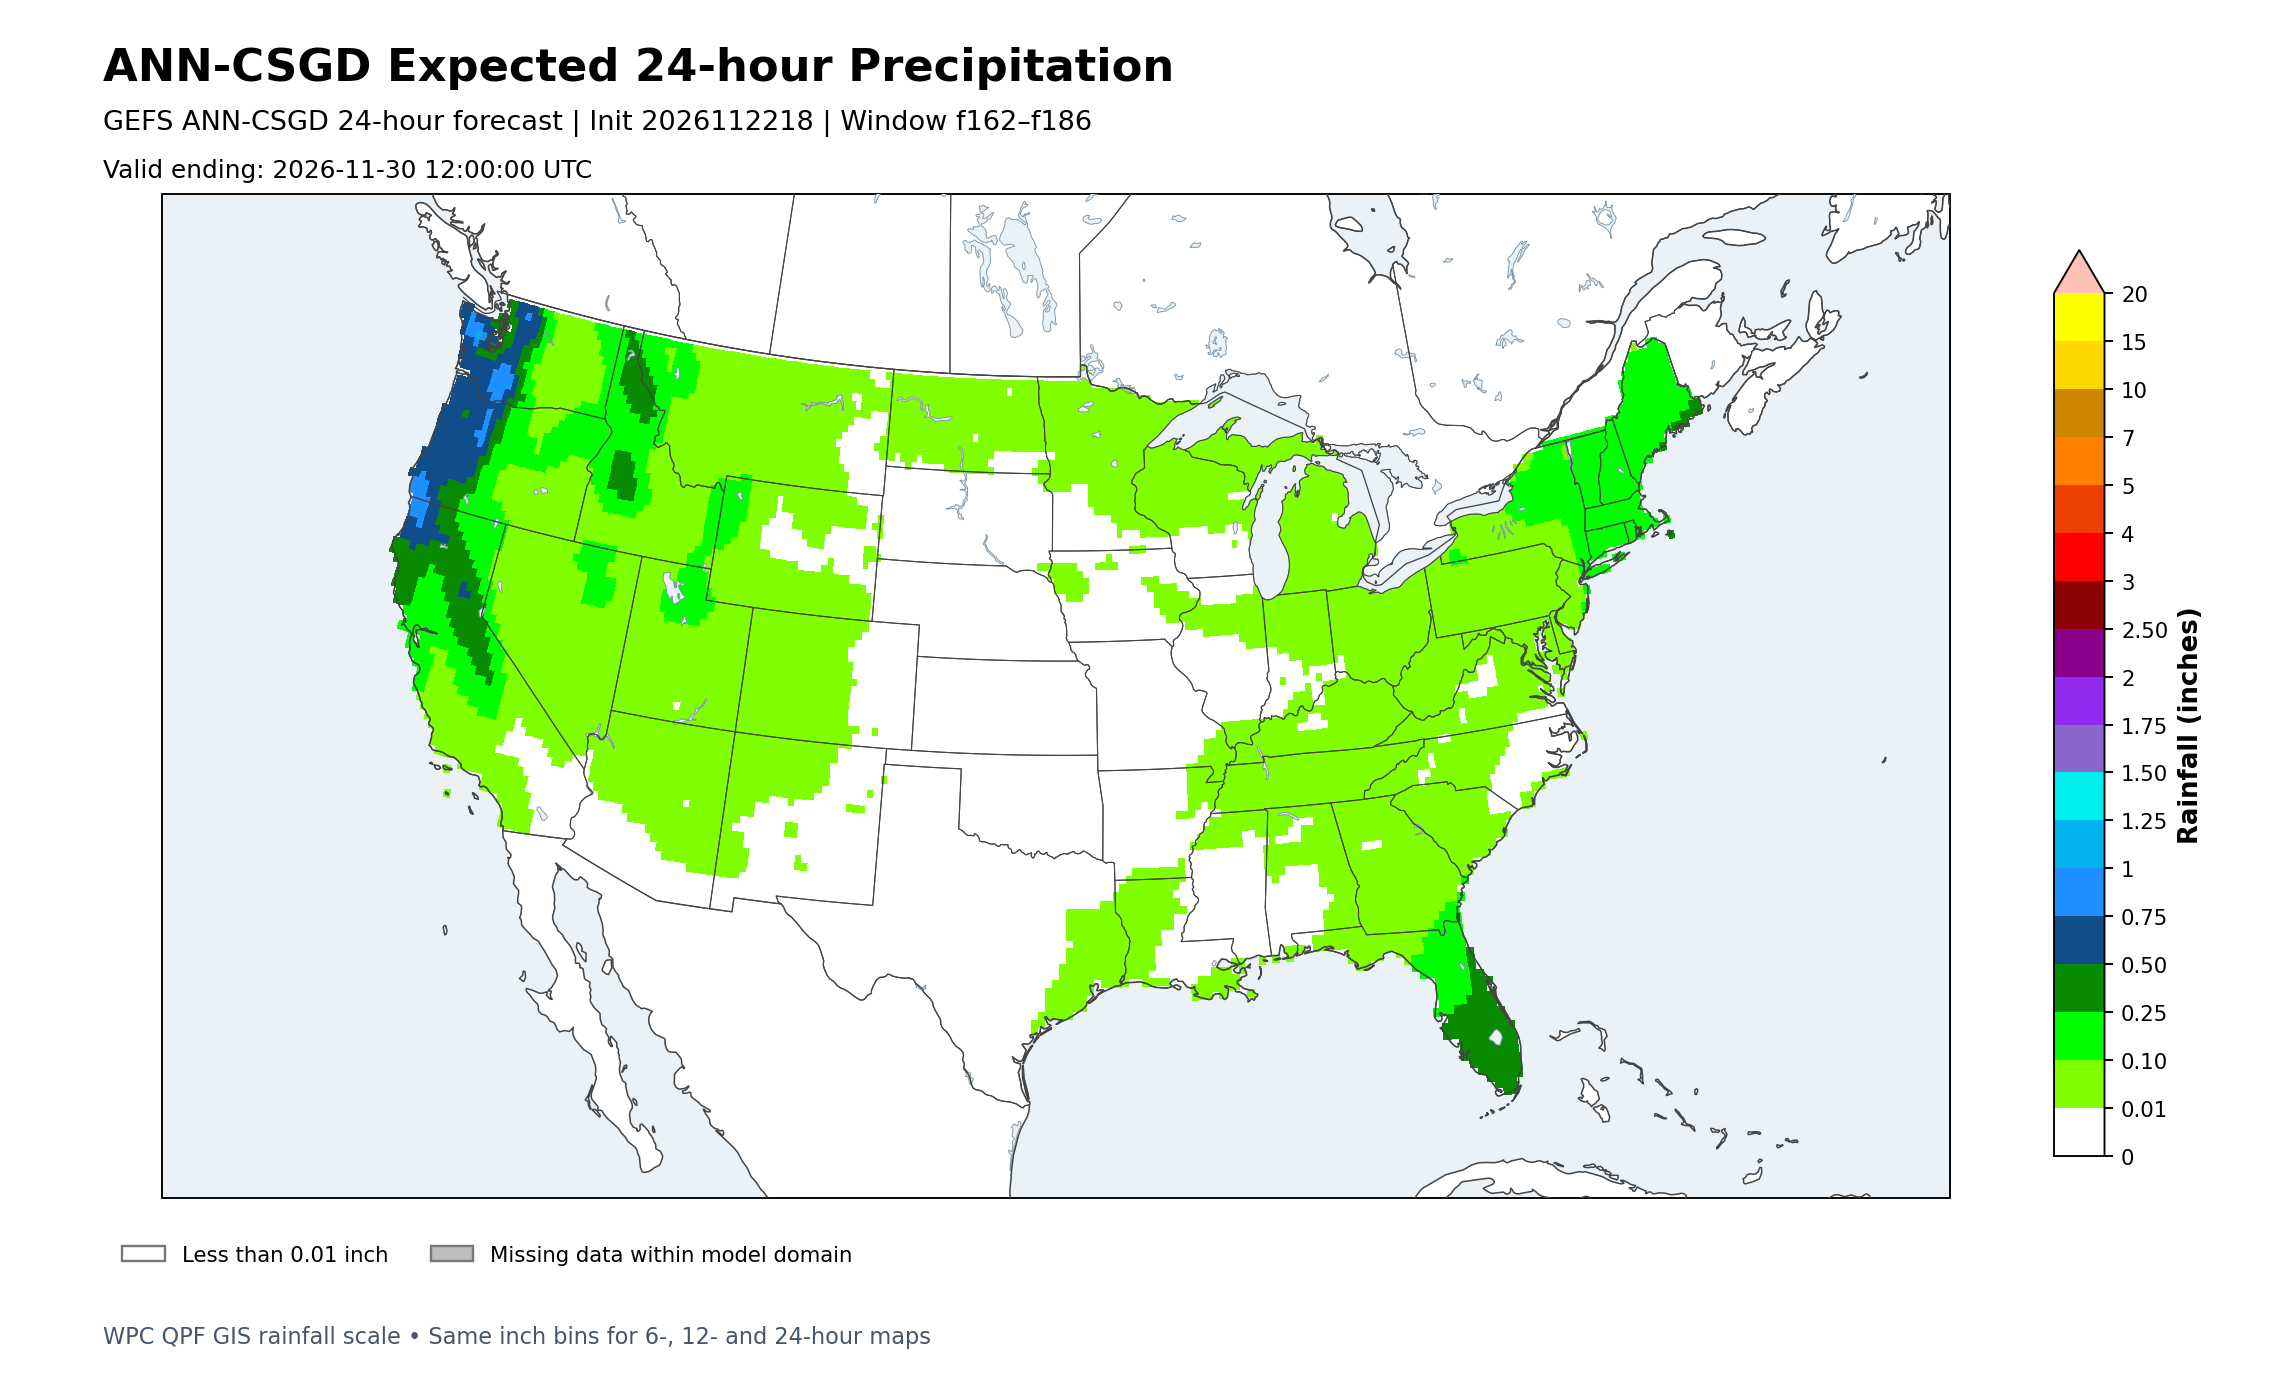 ANN-CSGD Expected 24-hour Precipitation
GEFS ANN-CSGD 24-hour forecast | Init 2026112218 | Window f162–f186
Valid ending: 2026-11-30 12:00:00 UTC
20
15
10
7
5
4
3
2.50
2
1.75
1.50
1.25
1
0.75
0.50
0.25
0.10
0.01
0
Rainfall (inches)
Less than 0.01 inch
Missing data within model domain
WPC QPF GIS rainfall scale • Same inch bins for 6-, 12- and 24-hour maps